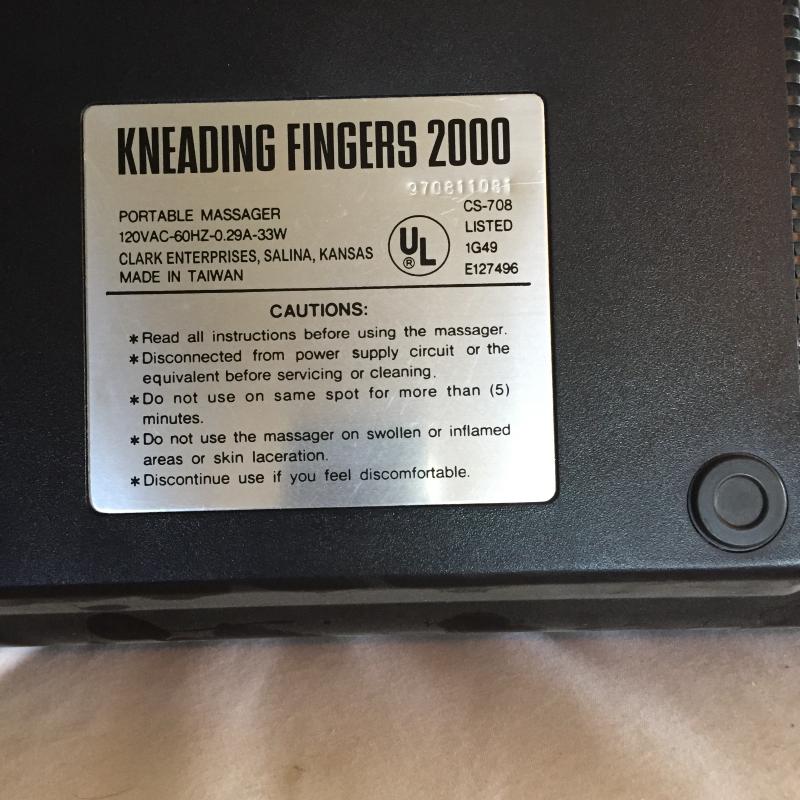 KNEADING FINGERS 2000
970811081
PORTABLE MASSAGER
120VAC-60HZ-0.29A-33W
CLARK ENTERPRISES, SALINA, KANSAS
MADE IN TAIWAN
UL
®
CS-708
LISTED
1G49
E127496
CAUTIONS:
* Read all instructions before using the massager.
* Disconnected from power supply circuit or the
equivalent before servicing or cleaning.
* Do not use on same spot for more than (5)
minutes.
* Do not use the massager on swollen or inflamed
areas or skin laceration.
* Discontinue use if you feel discomfortable.